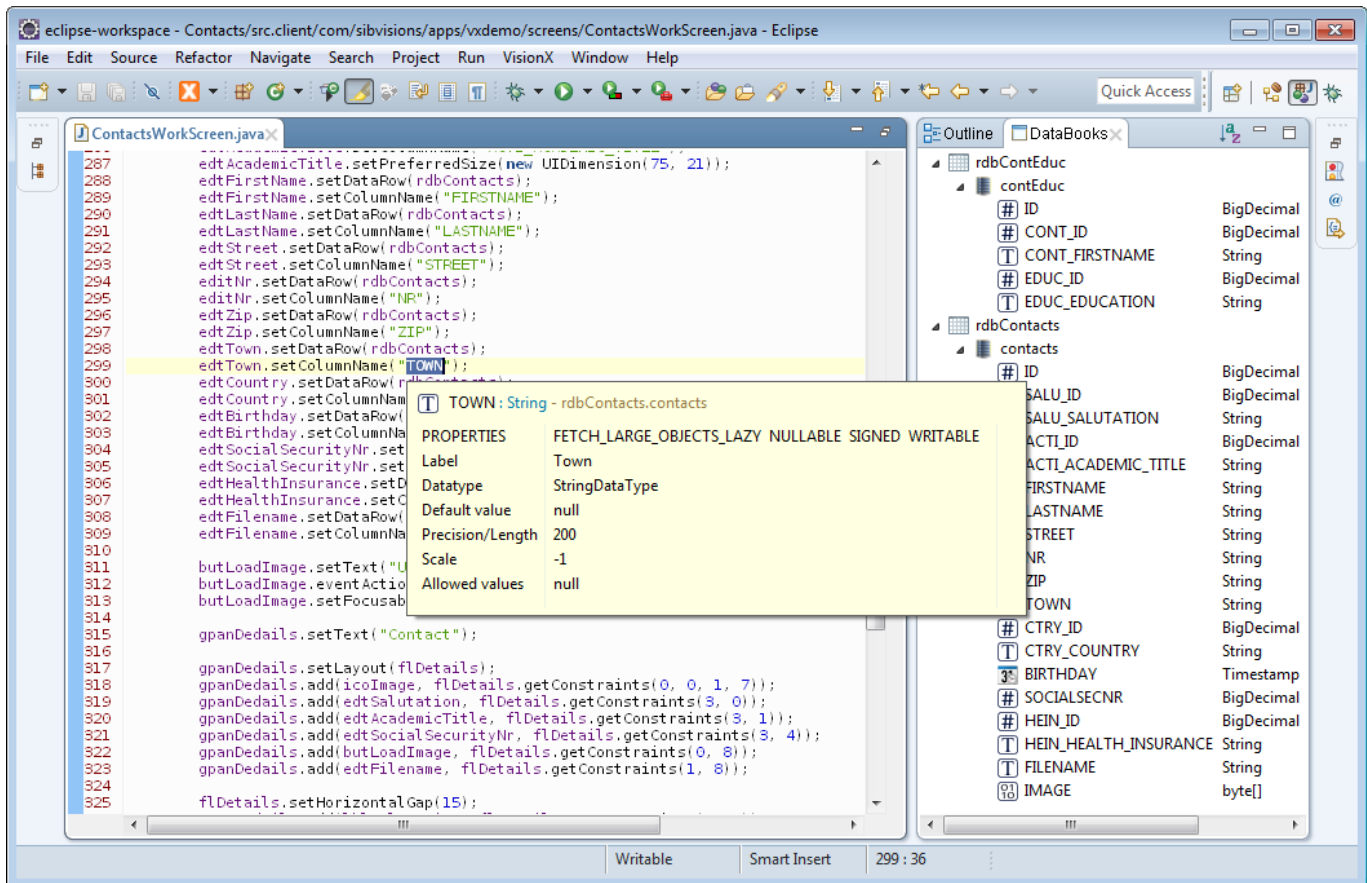 eclipse-workspace - Contacts/src.client/com/sibvisions/apps/vxdemo/screens/ContactsWorkScreen.java - Eclipse
File Edit Source Refactor Navigate Search Project Run VisionX Window Help
Quick Access
ContactsWorkScreen.java
287 edtAcademicTitle.setPreferredSize(new UIDimension(75, 21));
288 edtFirstName.setDataRow(rdbContacts);
289 edtFirstName.setColumnName("FIRSTNAME");
290 edtLastName.setDataRow(rdbContacts);
291 edtLastName.setColumnName("LASTNAME");
292 edtStreet.setDataRow(rdbContacts);
293 edtStreet.setColumnName("STREET");
294 editNr.setDataRow(rdbContacts);
295 editNr.setColumnName("NR");
296 edtZip.setDataRow(rdbContacts);
297 edtZip.setColumnName("ZIP");
298 edtTown.setDataRow(rdbContacts);
299 edtTown.setColumnName("TOWN");
300 edtCountry.setDataRow(rdbContacts);
301 edtCountry.setColumnNam
302 edtBirthday.setDataRow(
303 edtBirthday.setColumnNa
304 edtSocialSecurityNr.set
305 edtSocialSecurityNr.set
306 edtHealthInsurance.setD
307 edtHealthInsurance.setC
308 edtFilename.setDataRow(
309 edtFilename.setColumnNa
310
311 butLoadImage.setText("U
312 butLoadImage.eventActio
313 butLoadImage.setFocusab
314
315 gpanDedails.setText("Contact");
316
317 gpanDedails.setLayout(flDetails);
318 gpanDedails.add(icoImage, flDetails.getConstraints(0, 0, 1, 7));
319 gpanDedails.add(edtSalutation, flDetails.getConstraints(3, 0));
320 gpanDedails.add(edtAcademicTitle, flDetails.getConstraints(3, 1));
321 gpanDedails.add(edtSocialSecurityNr, flDetails.getConstraints(3, 4));
322 gpanDedails.add(butLoadImage, flDetails.getConstraints(0, 8));
323 gpanDedails.add(edtFilename, flDetails.getConstraints(1, 8));
324
325 flDetails.setHorizontalGap(15);
T TOWN : String - rdbContacts.contacts
PROPERTIES FETCH_LARGE_OBJECTS_LAZY NULLABLE SIGNED WRITABLE
Label Town
Datatype StringDataType
Default value null
Precision/Length 200
Scale -1
Allowed values null
Outline DataBooks
rdbContEduc
contEduc
# ID BigDecimal
# CONT_ID BigDecimal
T CONT_FIRSTNAME String
# EDUC_ID BigDecimal
T EDUC_EDUCATION String
rdbContacts
contacts
# ID BigDecimal
SALU_ID BigDecimal
SALU_SALUTATION String
ACTI_ID BigDecimal
ACTI_ACADEMIC_TITLE String
FIRSTNAME String
LASTNAME String
STREET String
NR String
ZIP String
TOWN String
# CTRY_ID BigDecimal
T CTRY_COUNTRY String
BIRTHDAY Timestamp
# SOCIALSECNR BigDecimal
# HEIN_ID BigDecimal
T HEIN_HEALTH_INSURANCE String
T FILENAME String
IMAGE byte[]
Writable Smart Insert 299 : 36